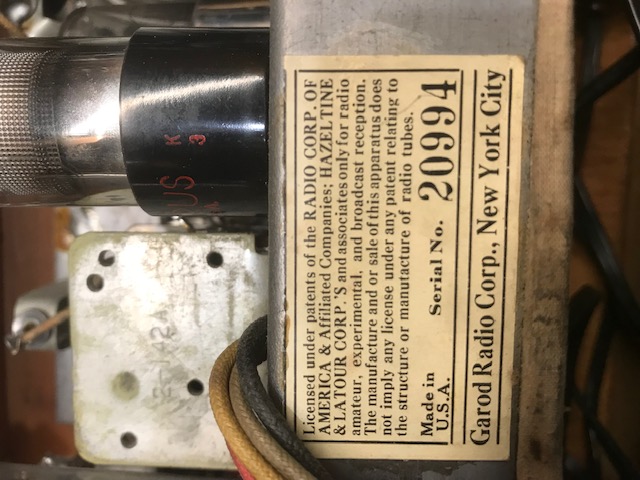 Licensed under patents of the RADIO CORP. OF
AMERICA & Affiliated Companies; HAZELTINE
& LATOUR CORP.'S and associates only for radio
amateur, experimental, and broadcast reception.
The manufacture and or sale of this apparatus does
not imply any license under any patent relating to
the structure or manufacture of radio tubes.
Made in
U.S.A.
Serial No. 20994
Garod Radio Corp., New York City
K
3
US